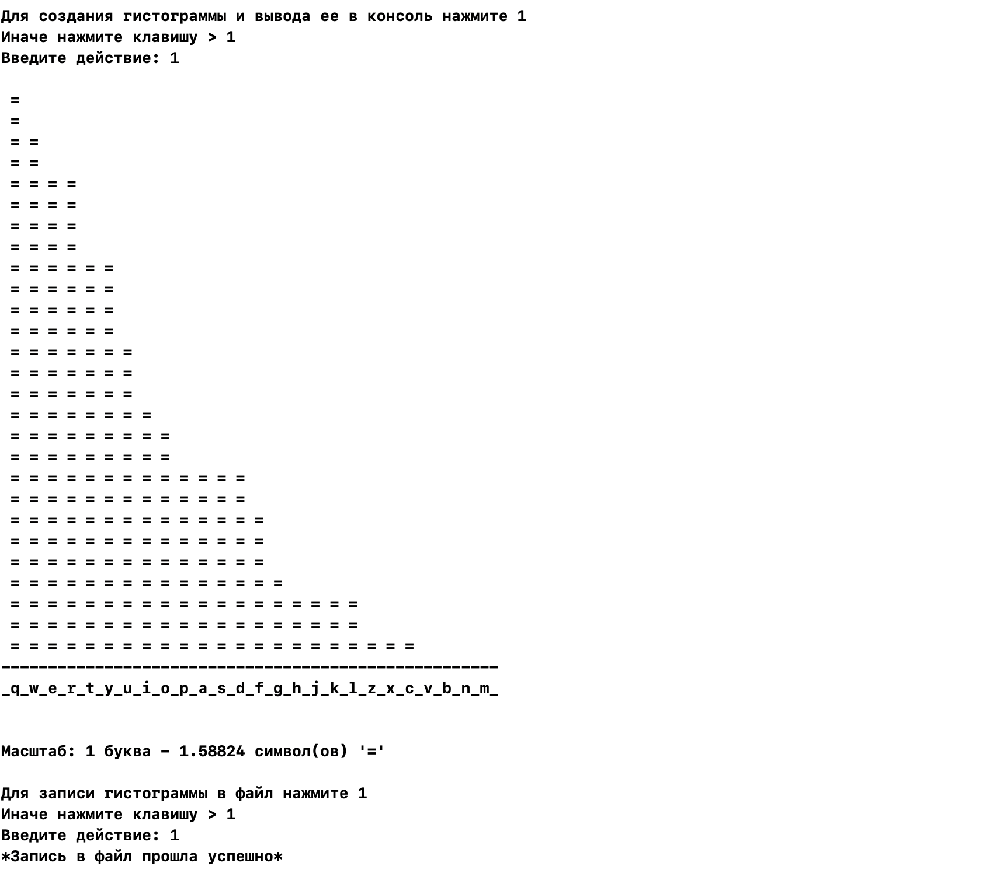 Для создания гистограммы и вывода ее в консоль нажмите 1
Иначе нажмите клавишу > 1
Введите действие: 1

 =
 =
 = =
 = =
 = = = =
 = = = =
 = = = =
 = = = =
 = = = = = =
 = = = = = =
 = = = = = =
 = = = = = =
 = = = = = = =
 = = = = = = =
 = = = = = = =
 = = = = = = = =
 = = = = = = = = =
 = = = = = = = = =
 = = = = = = = = = = = = =
 = = = = = = = = = = = = =
 = = = = = = = = = = = = = =
 = = = = = = = = = = = = = =
 = = = = = = = = = = = = = =
 = = = = = = = = = = = = = = =
 = = = = = = = = = = = = = = = = = = =
 = = = = = = = = = = = = = = = = = = =
 = = = = = = = = = = = = = = = = = = = = = =
-----------------------------------------------------
_q_w_e_r_t_y_u_i_o_p_a_s_d_f_g_h_j_k_l_z_x_c_v_b_n_m_

Масштаб: 1 буква - 1.58824 символ(ов) '='

Для записи гистограммы в файл нажмите 1
Иначе нажмите клавишу > 1
Введите действие: 1
*Запись в файл прошла успешно*